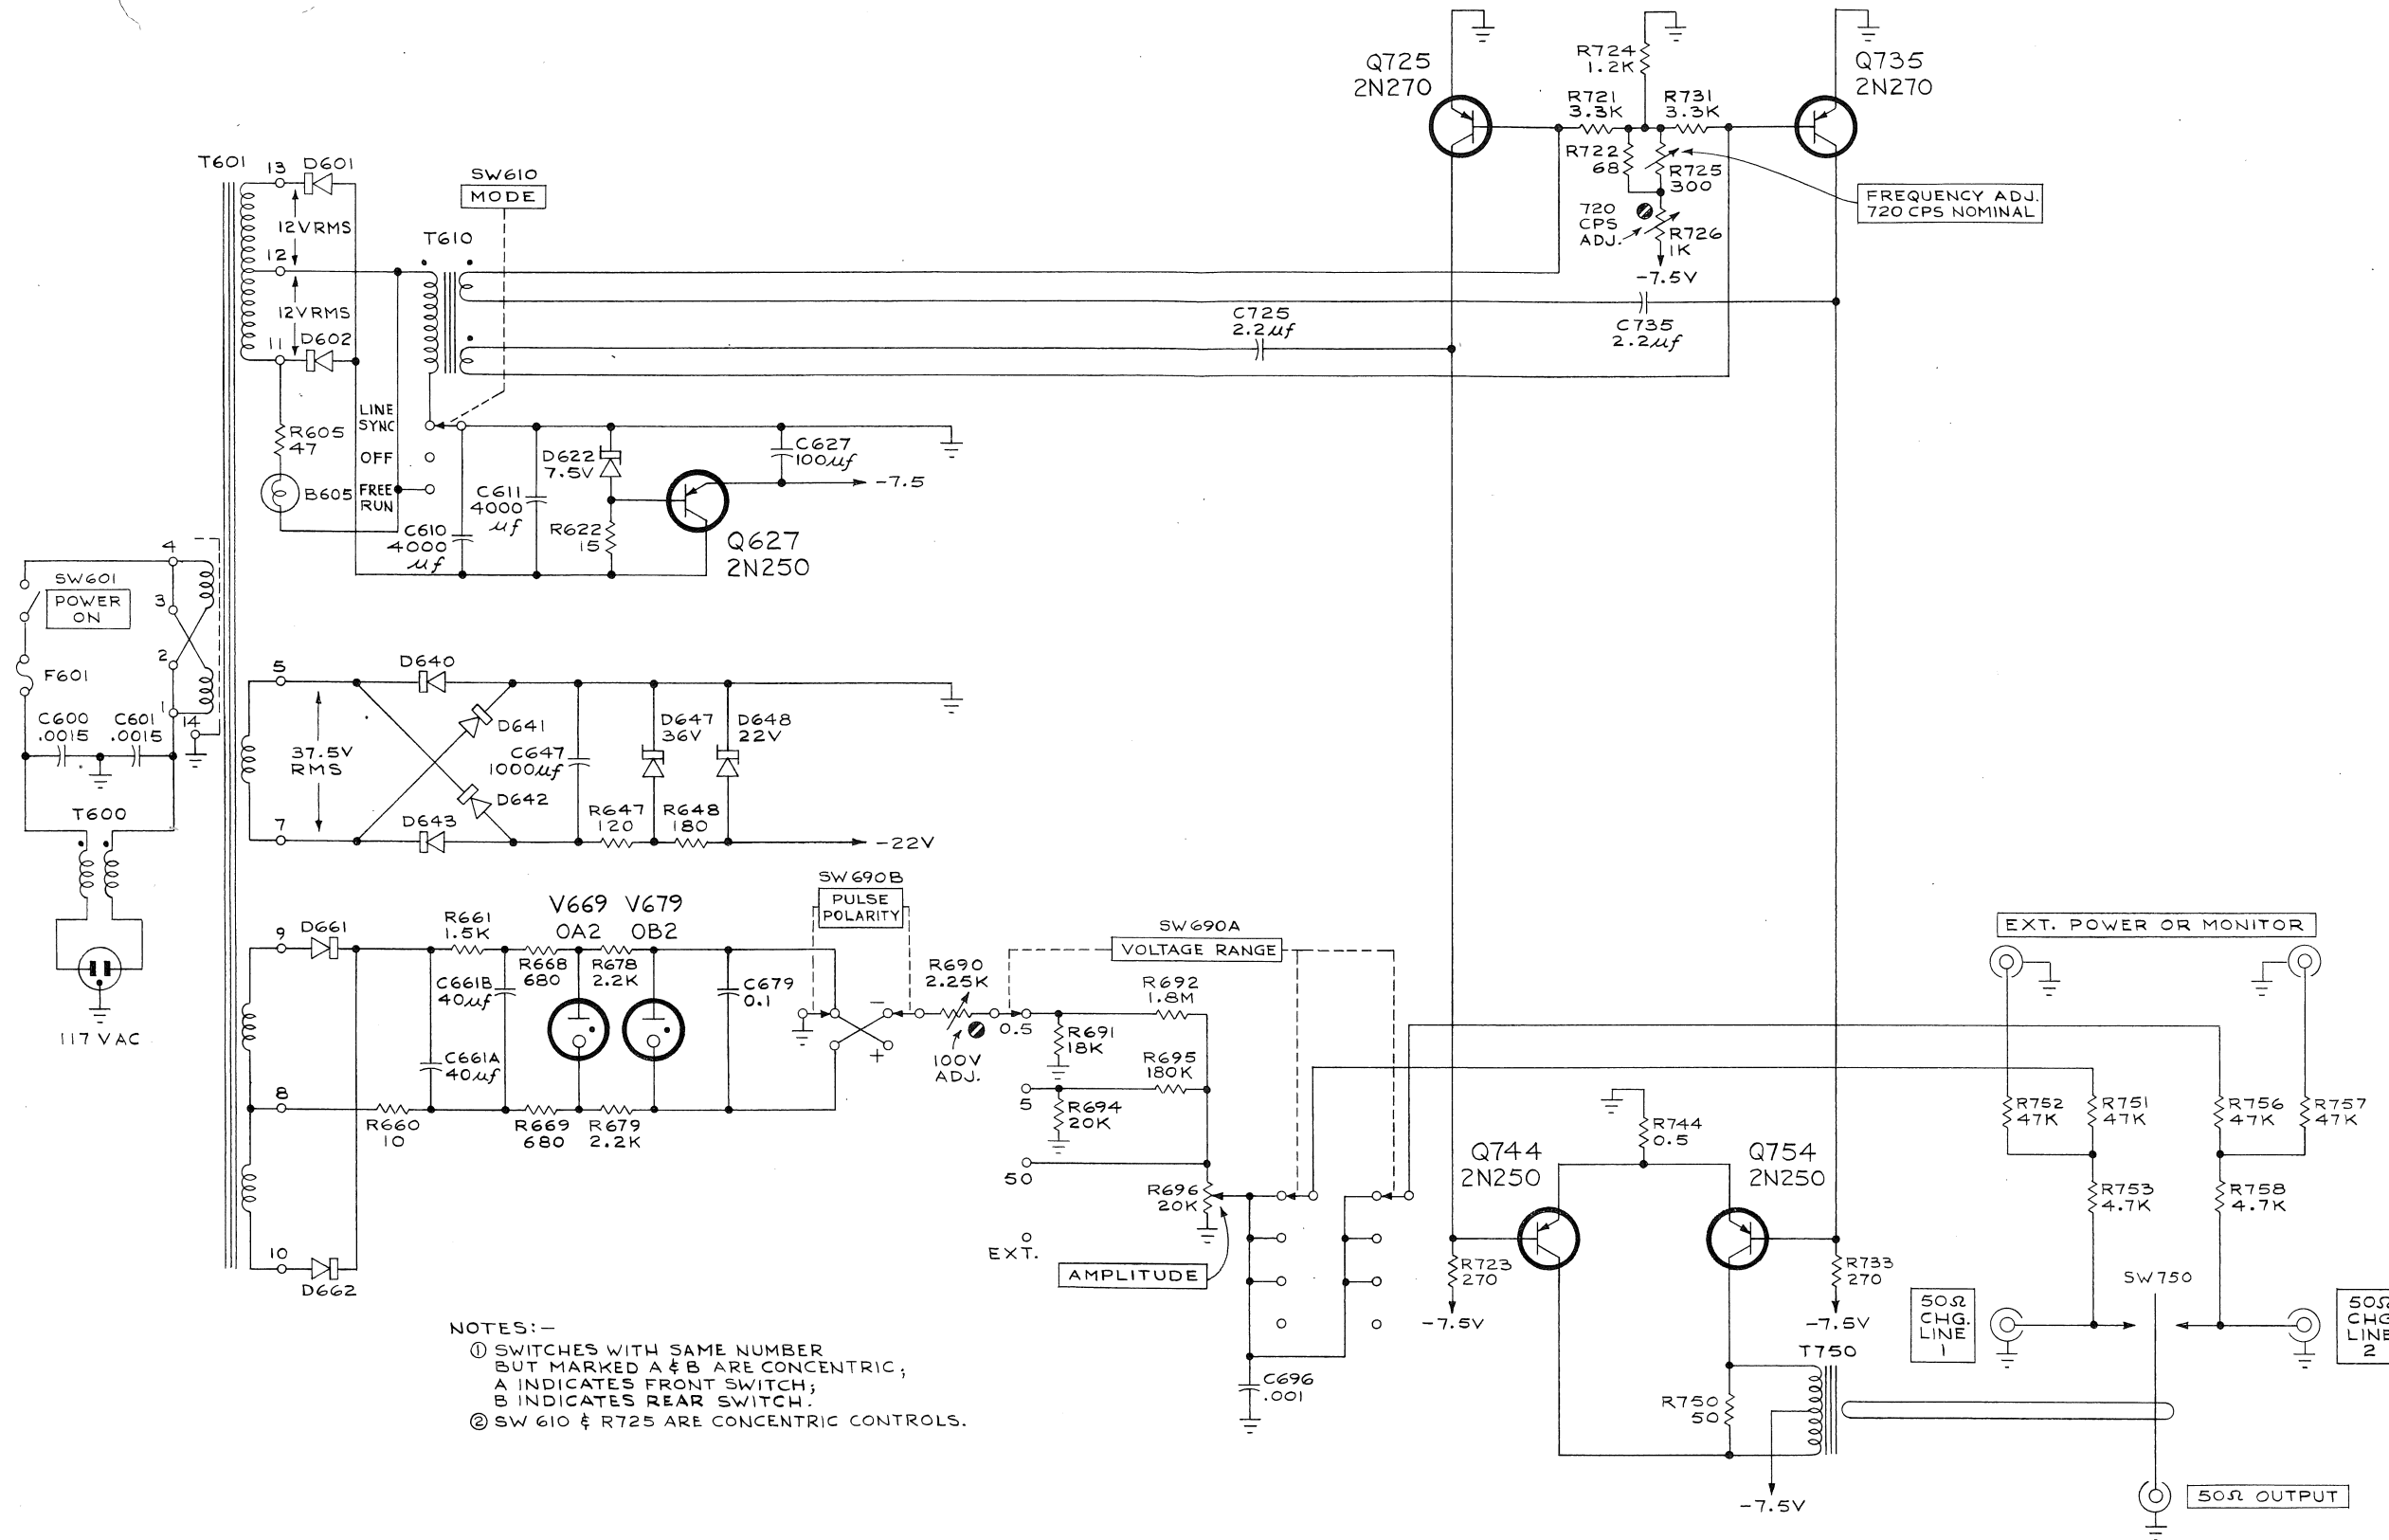 Q725
2N270
R724
1.2K
Q735
2N270
R721
3.3K
R731
3.3K
R722
68
R725
300
FREQUENCY ADJ.
720 CPS NOMINAL
720
CPS
ADJ.
R726
1K
-7.5V
T601
13
D601
12V RMS
12
12V RMS
11
D602
SW610
MODE
T610
C725
2.2µf
C735
2.2µf
R605
47
B605
LINE
SYNC
OFF
FREE
RUN
C610
4000
µf
C611
4000
µf
D622
7.5V
R622
15
C627
100µf
-7.5
Q627
2N250
4
SW601
POWER
ON
3
2
F601
1
14
C600
.0015
C601
.0015
T600
117 VAC
5
D640
37.5V
RMS
D641
C647
1000µf
D647
36V
D648
22V
D642
7
D643
R647
120
R648
180
-22V
9
D661
R661
1.5K
V669
OA2
V679
OB2
R668
680
R678
2.2K
C661B
40µf
C679
0.1
C661A
40µf
8
R660
10
R669
680
R679
2.2K
10
D662
SW690B
PULSE
POLARITY
−
+
R690
2.25K
100V
ADJ.
SW690A
VOLTAGE RANGE
0.5
R691
18K
R692
1.8M
5
R694
20K
R695
180K
50
R696
20K
EXT.
AMPLITUDE
C696
.001
EXT. POWER OR MONITOR
R752
47K
R751
47K
R756
47K
R757
47K
R753
4.7K
R758
4.7K
R744
0.5
Q744
2N250
Q754
2N250
R723
270
-7.5V
R733
270
-7.5V
T750
R750
50
-7.5V
SW750
50Ω
CHG.
LINE
1
50Ω
CHG
LINE
2
50Ω OUTPUT
NOTES:—
① SWITCHES WITH SAME NUMBER
BUT MARKED A & B ARE CONCENTRIC;
A INDICATES FRONT SWITCH;
B INDICATES REAR SWITCH.
② SW 610 & R725 ARE CONCENTRIC CONTROLS.